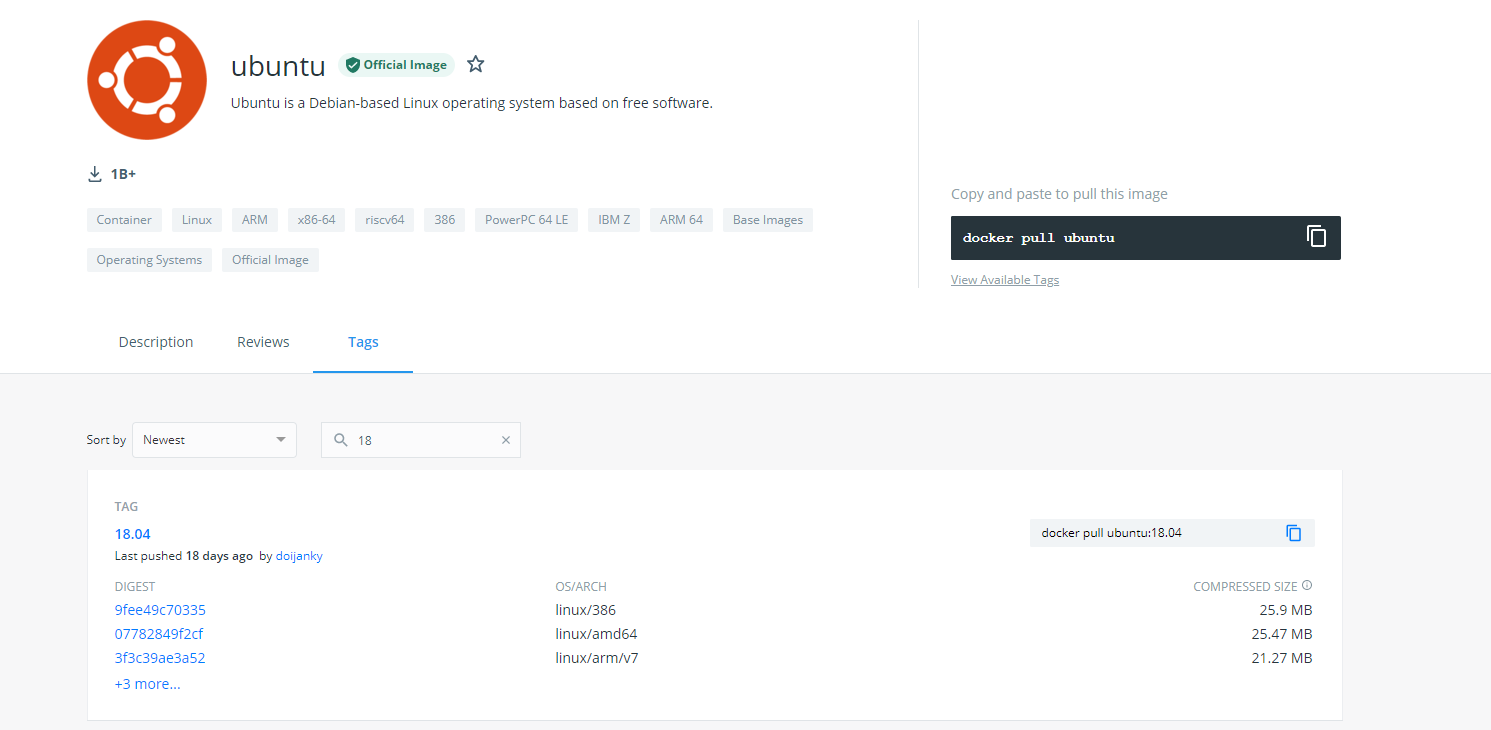 ubuntu Official Image
Ubuntu is a Debian-based Linux operating system based on free software.
1B+
Container Linux ARM x86-64 riscv64 386 PowerPC 64 LE IBM Z ARM 64 Base Images
Operating Systems Official Image
Copy and paste to pull this image
docker pull ubuntu
View Available Tags
Description Reviews Tags
Sort by Newest 18
TAG
18.04
docker pull ubuntu:18.04
Last pushed 18 days ago by doijanky
DIGEST OS/ARCH COMPRESSED SIZE
9fee49c70335 linux/386 25.9 MB
07782849f2cf linux/amd64 25.47 MB
3f3c39ae3a52 linux/arm/v7 21.27 MB
+3 more...